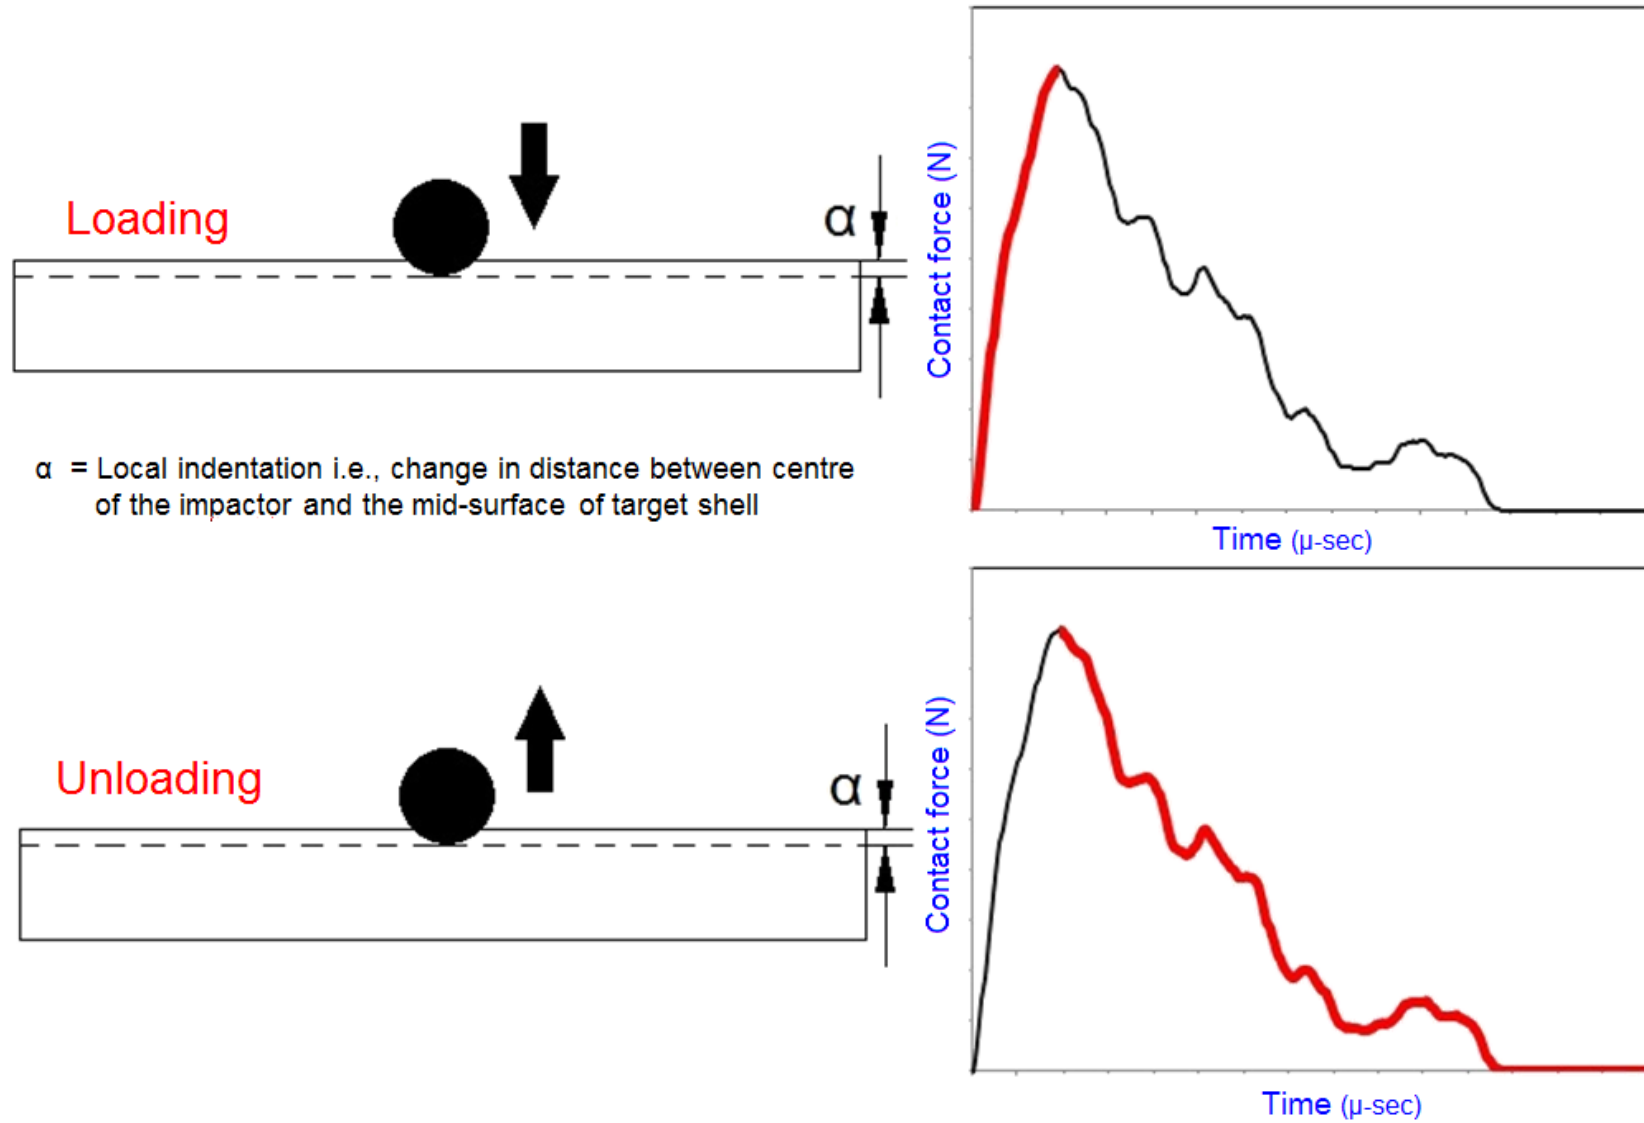 Loading
α
α = Local indentation i.e., change in distance between centre
of the impactor and the mid-surface of target shell
Contact force (N)
Time (µ-sec)
Unloading
α
Contact force (N)
Time (µ-sec)